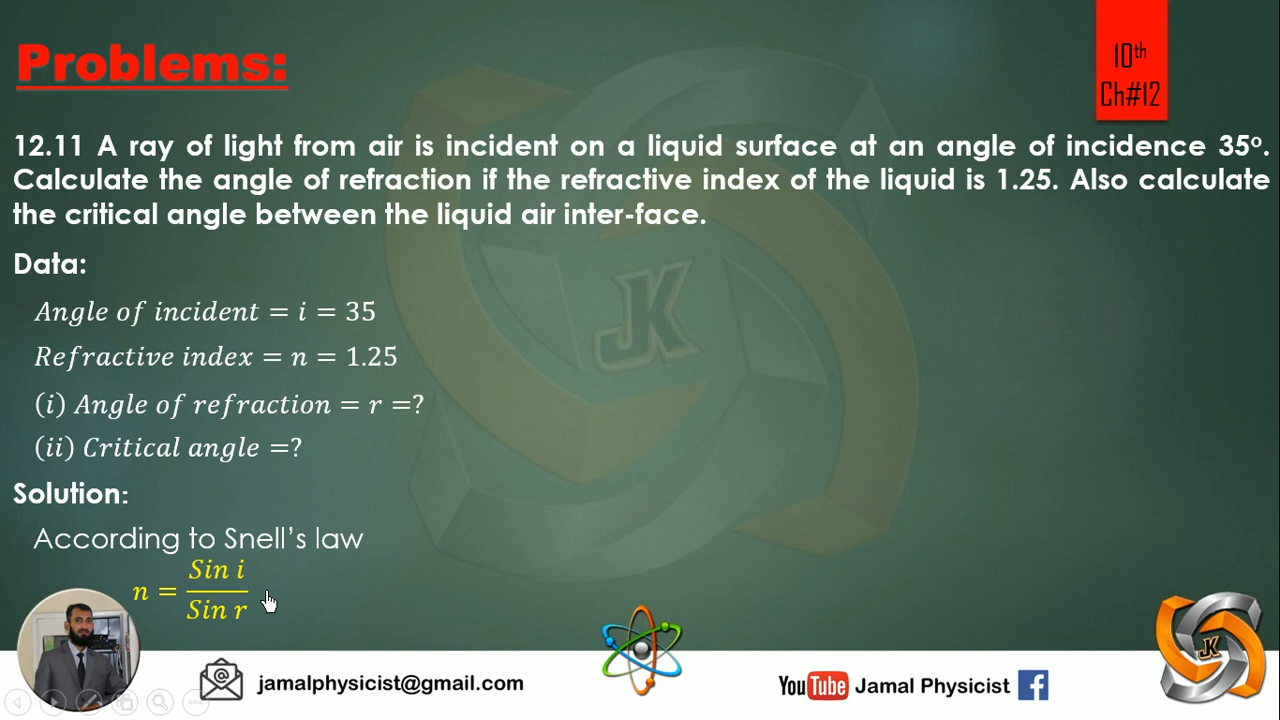 Problems:
10th
Ch#12
12.11 A ray of light from air is incident on a liquid surface at an angle of incidence 35°.
Calculate the angle of refraction if the refractive index of the liquid is 1.25. Also calculate
the critical angle between the liquid air inter-face.
Data:
Angle of incident = i = 35
Refractive index = n = 1.25
(i) Angle of refraction = r =?
(ii) Critical angle =?
Solution:
According to Snell's law
n = Sin i / Sin r
JK
jamalphysicist@gmail.com
YouTube Jamal Physicist f
JK